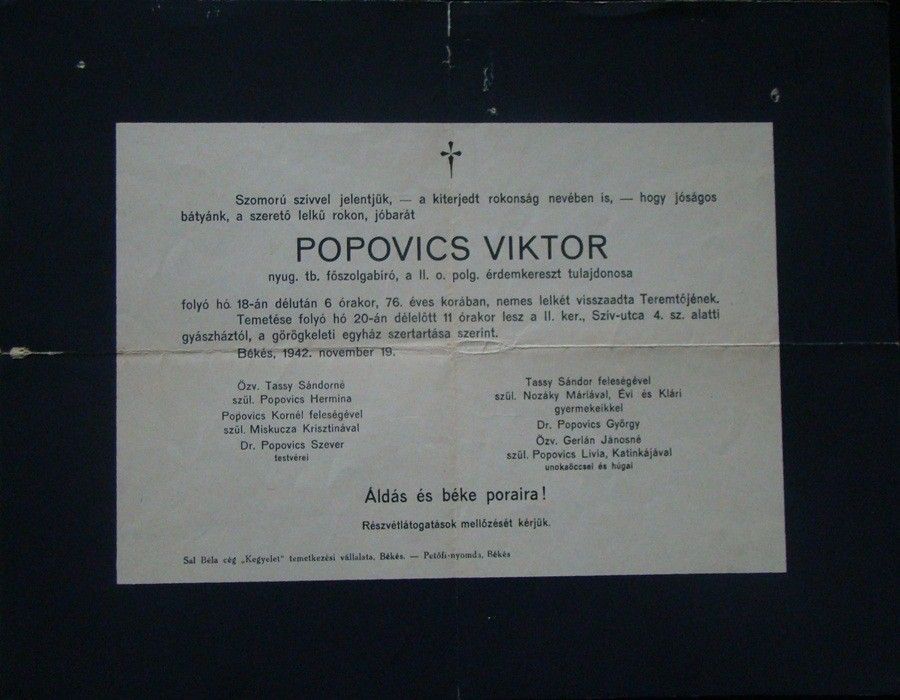 Szomorú szivvel jelentjük, — a kiterjedt rokonság nevében is, — hogy jóságos
bátyánk, a szerető lelkű rokon, jóbarát
POPOVICS VIKTOR
nyug. tb. főszolgabiró, a II. o. polg. érdemkereszt tulajdonosa
folyó hó 18-án délután 6 órakor, 76. éves korában, nemes lelkét visszaadta Teremtőjének.
Temetése folyó hó 20-án délelőtt 11 órakor lesz a II. ker., Sziv-utca 4. sz. alatti
gyászháztól, a görögkeleti egyház szertartása szerint.
Békés, 1942. november 19.
Özv. Tassy Sándorné
szül. Popovics Hermina
Popovics Kornél feleségével
szül. Miskucza Krisztinával
Dr. Popovics Szever
testvérei
Tassy Sándor feleségével
szül. Nozáky Máriával, Évi és Klári
gyermekeikkel
Dr. Popovics György
Özv. Gerlán Jánosné
szül. Popovics Livia, Katinkájával
unokaöccsei és húgai
Áldás és béke poraira!
Részvétlátogatások mellőzését kérjük.
Sal Béla cég „Kegyelet" temetkezési vállalata, Békés. — Petőfi-nyomda, Békés